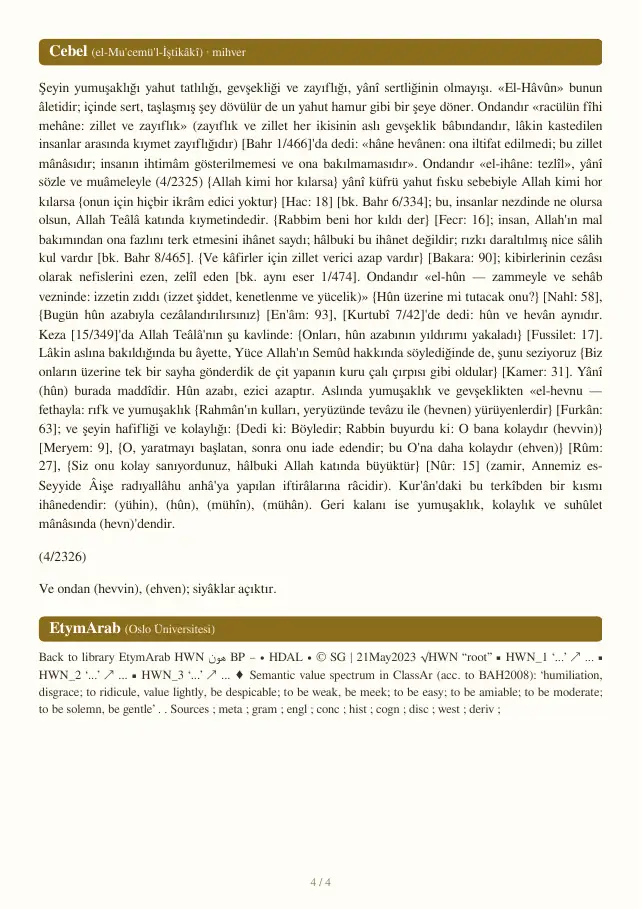 Cebel (el-Mu'cemü'l-İştikâkî) · mihver
Şeyin yumuşaklığı yahut tatlılığı, gevşekliği ve zayıflığı, yânî sertliğinin olmayışı. «El-Hâvûn» bunun
âletidir; içinde sert, taşlaşmış şey dövülür de un yahut hamur gibi bir şeye döner. Ondandır «racülün fîhi
mehâne: zillet ve zayıflık» (zayıflık ve zillet her ikisinin aslı gevşeklik bâbındandır, lâkin kastedilen
insanlar arasında kıymet zayıflığıdır) [Bahr 1/466]'da dedi: «hâne hevânen: ona iltifat edilmedi; bu zillet
mânâsıdır; insanın ihtimâm gösterilmemesi ve ona bakılmamasıdır». Ondandır «el-ihâne: tezlîl», yânî
sözle ve muâmeleyle (4/2325) {Allah kimi hor kılarsa} yânî küfrü yahut fısku sebebiyle Allah kimi hor
kılarsa {onun için hiçbir ikrâm edici yoktur} [Hac: 18] [bk. Bahr 6/334]; bu, insanlar nezdinde ne olursa
olsun, Allah Teâlâ katında kıymetindedir. {Rabbim beni hor kıldı der} [Fecr: 16]; insan, Allah'ın mal
bakımından ona fazlını terk etmesini ihânet saydı; hâlbuki bu ihânet değildir; rızkı daraltılmış nice sâlih
kul vardır [bk. Bahr 8/465]. {Ve kâfirler için zillet verici azap vardır} [Bakara: 90]; kibirlerinin cezâsı
olarak nefislerini ezen, zelîl eden [bk. aynı eser 1/474]. Ondandır «el-hûn — zammeyle ve sehâb
vezninde: izzetin zıddı (izzet şiddet, kenetlenme ve yücelik)» {Hûn üzerine mi tutacak onu?} [Nahl: 58],
{Bugün hûn azabıyla cezâlandırılırsınız} [En'âm: 93], [Kurtubî 7/42]'de dedi: hûn ve hevân aynıdır.
Keza [15/349]'da Allah Teâlâ'nın şu kavlinde: {Onları, hûn azabının yıldırımı yakaladı} [Fussilet: 17].
Lâkin aslına bakıldığında bu âyette, Yüce Allah'ın Semûd hakkında söylediğinde de, şunu seziyoruz {Biz
onların üzerine tek bir sayha gönderdik de çit yapanın kuru çalı çırpısı gibi oldular} [Kamer: 31]. Yânî
(hûn) burada maddîdir. Hûn azabı, ezici azaptır. Aslında yumuşaklık ve gevşeklikten «el-hevnu —
fethayla: rıfk ve yumuşaklık {Rahmân'ın kulları, yeryüzünde tevâzu ile (hevnen) yürüyenlerdir} [Furkân:
63]; ve şeyin hafifliği ve kolaylığı: {Dedi ki: Böyledir; Rabbin buyurdu ki: O bana kolaydır (hevvin)}
[Meryem: 9], {O, yaratmayı başlatan, sonra onu iade edendir; bu O'na daha kolaydır (ehven)} [Rûm:
27], {Siz onu kolay sanıyordunuz, hâlbuki Allah katında büyüktür} [Nûr: 15] (zamir, Annemiz es-
Seyyide Âişe radıyallâhu anhâ'ya yapılan iftirâlarına râcidir). Kur'ân'daki bu terkîbden bir kısmı
ihânedendir: (yühin), (hûn), (mühîn), (mühân). Geri kalanı ise yumuşaklık, kolaylık ve suhûlet
mânâsında (hevn)'dendir.
(4/2326)
Ve ondan (hevvin), (ehven); siyâklar açıktır.
EtymArab (Oslo Üniversitesi)
Back to library EtymArab HWN هون BP – • HDAL • © SG | 21May2023 √HWN “root” ▪ HWN_1 ‘...’ ↗ ... ▪
HWN_2 ‘...’ ↗ ... ▪ HWN_3 ‘...’ ↗ ... ♦ Semantic value spectrum in ClassAr (acc. to BAH2008): ‘humiliation,
disgrace; to ridicule, value lightly, be despicable; to be weak, be meek; to be easy; to be amiable; to be moderate;
to be solemn, be gentle’ . . Sources ; meta ; gram ; engl ; conc ; hist ; cogn ; disc ; west ; deriv ;
4 / 4